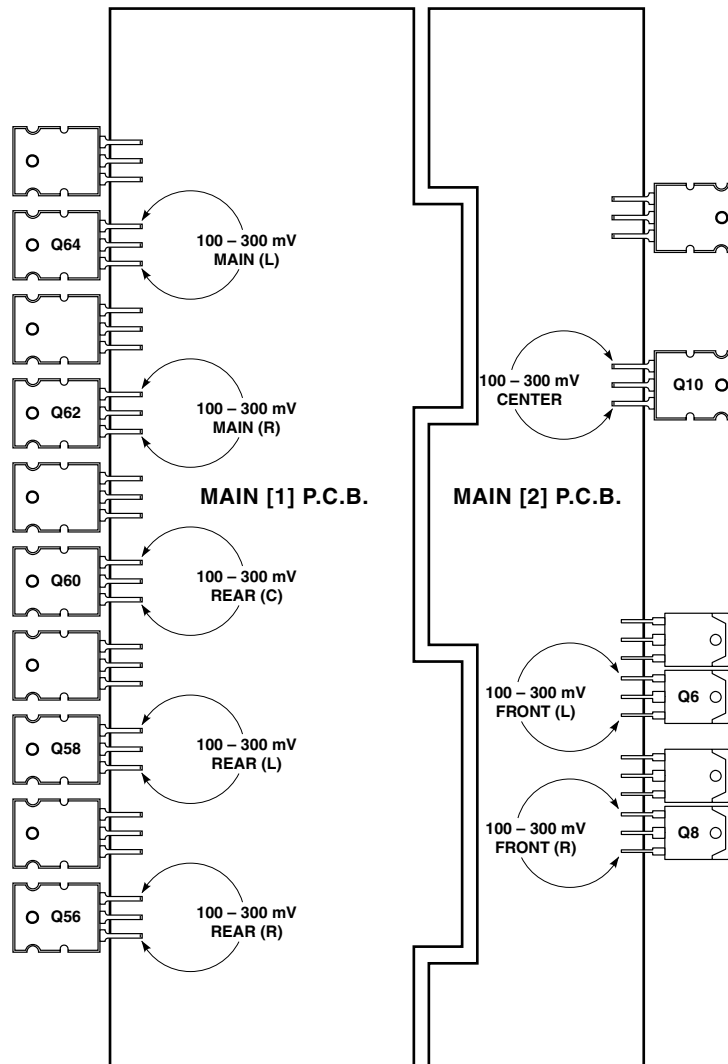 Q64
100 – 300 mV
MAIN (L)
Q62
100 – 300 mV
MAIN (R)
MAIN [1] P.C.B.
Q60
100 – 300 mV
REAR (C)
Q58
100 – 300 mV
REAR (L)
Q56
100 – 300 mV
REAR (R)
100 – 300 mV
CENTER
Q10
MAIN [2] P.C.B.
100 – 300 mV
FRONT (L)
Q6
100 – 300 mV
FRONT (R)
Q8